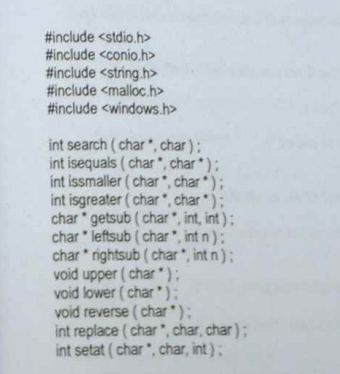 #include <stdio.h>
#include <conio.h>
#include <string.h>
#include <malloc.h>
#include <windows.h>
int search ( char *, char ) ;
int isequals ( char *, char * ) ;
int issmaller ( char *, char * ) ;
int isgreater ( char *, char * ) ;
char * getsub ( char *, int, int ) ;
char * leftsub ( char *, int n ) ;
char * rightsub ( char *, int n ) ;
void upper ( char * ) ;
void lower ( char * ) ;
void reverse ( char * ) ;
int replace ( char *, char, char ) ;
int setat ( char *, char, int ) ;